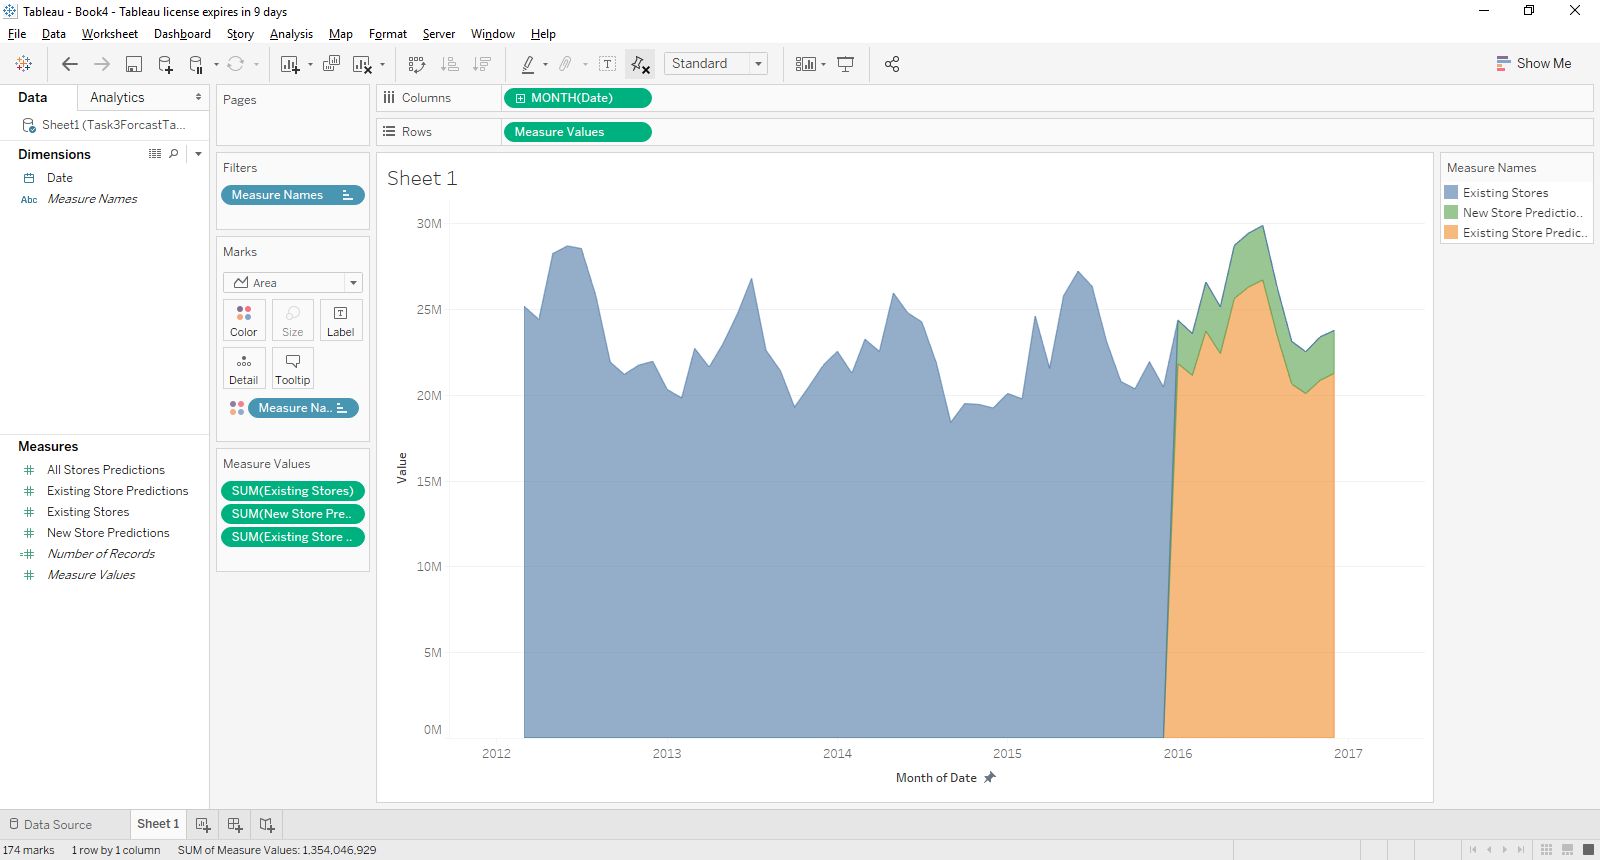 Tableau - Book4 - Tableau license expires in 9 days
File Data Worksheet Dashboard Story Analysis Map Format Server Window Help
Standard
Show Me
Data
Analytics
Sheet1 (Task3ForcastTa...
Dimensions
Date
Abc Measure Names
Measures
All Stores Predictions
Existing Store Predictions
Existing Stores
New Store Predictions
Number of Records
Measure Values
Pages
Filters
Measure Names
Marks
Area
Color
Size
T
Label
Detail
Tooltip
Measure Na..
Measure Values
SUM(Existing Stores)
SUM(New Store Pre..
SUM(Existing Store ..
Columns
MONTH(Date)
Rows
Measure Values
Sheet 1
30M
25M
20M
15M
10M
5M
0M
Value
2012 2013 2014 2015 2016 2017
Month of Date
Measure Names
Existing Stores
New Store Predictio..
Existing Store Predic..
Data Source
Sheet 1
174 marks 1 row by 1 column SUM of Measure Values: 1,354,046,929